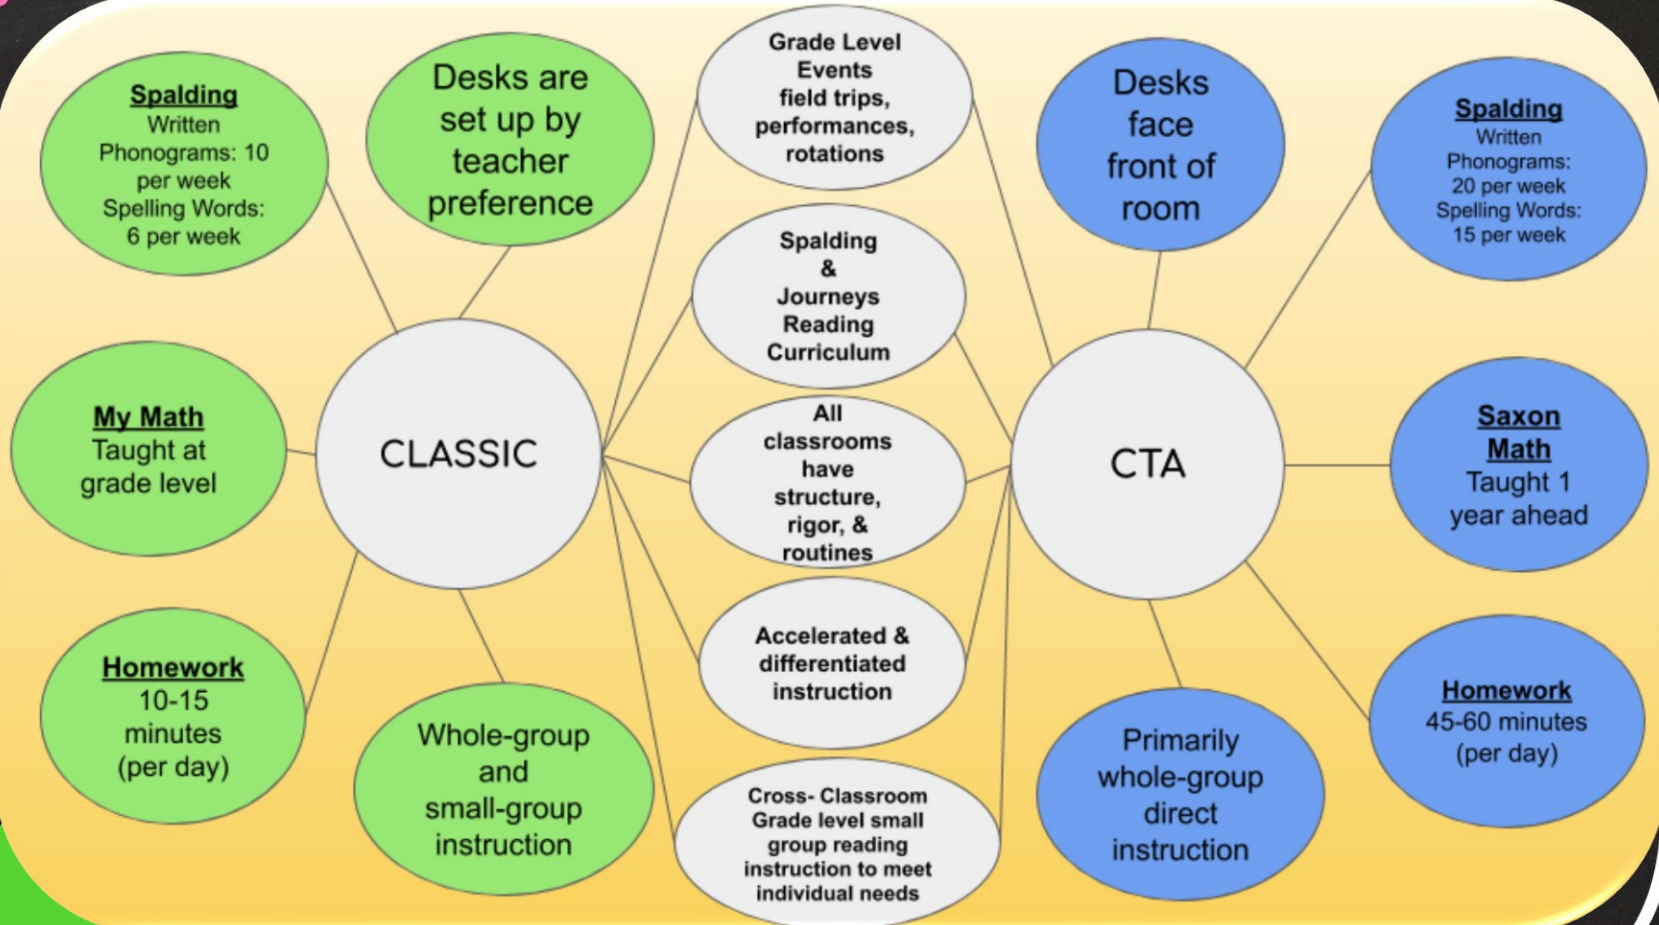 Spalding
Written
Phonograms: 10
per week
Spelling Words:
6 per week
Desks are
set up by
teacher
preference
Grade Level
Events
field trips,
performances,
rotations
Desks
face
front of
room
Spalding
Written
Phonograms:
20 per week
Spelling Words:
15 per week
Spalding
&
Journeys
Reading
Curriculum
My Math
Taught at
grade level
CLASSIC
All
classrooms
have
structure,
rigor, &
routines
CTA
Saxon
Math
Taught 1
year ahead
Homework
10-15
minutes
(per day)
Whole-group
and
small-group
instruction
Accelerated &
differentiated
instruction
Cross- Classroom
Grade level small
group reading
instruction to meet
individual needs
Primarily
whole-group
direct
instruction
Homework
45-60 minutes
(per day)